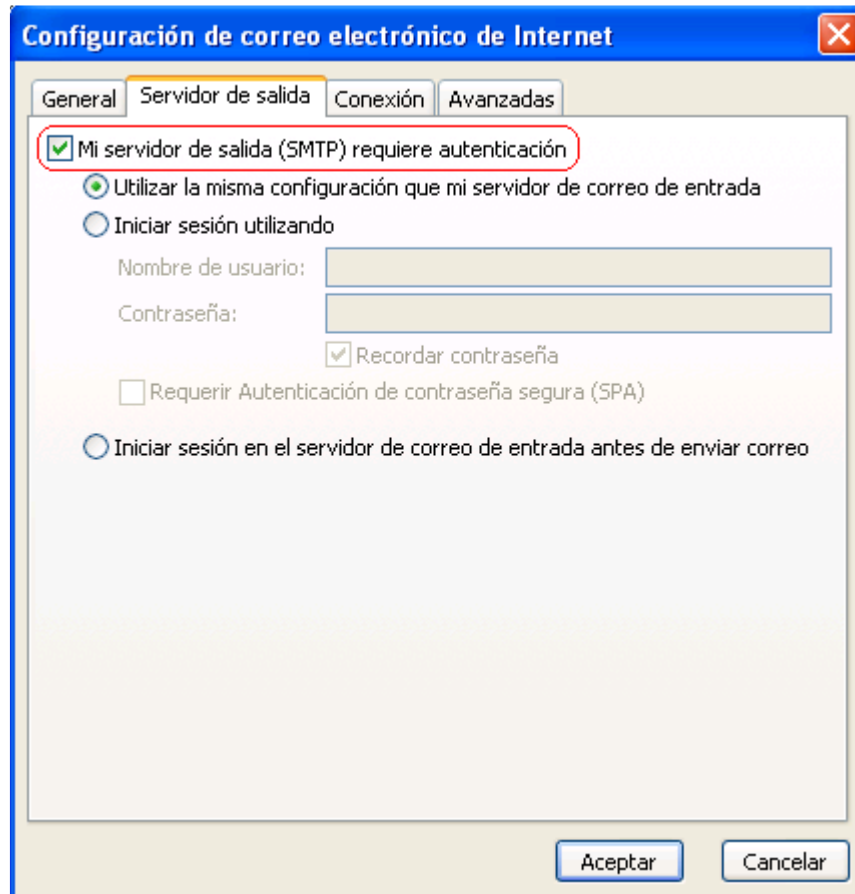 Configuración de correo electrónico de Internet
General Servidor de salida Conexión Avanzadas
Mi servidor de salida (SMTP) requiere autenticación
Utilizar la misma configuración que mi servidor de correo de entrada
Iniciar sesión utilizando
Nombre de usuario:
Contraseña:
Recordar contraseña
Requerir Autenticación de contraseña segura (SPA)
Iniciar sesión en el servidor de correo de entrada antes de enviar correo
Aceptar Cancelar